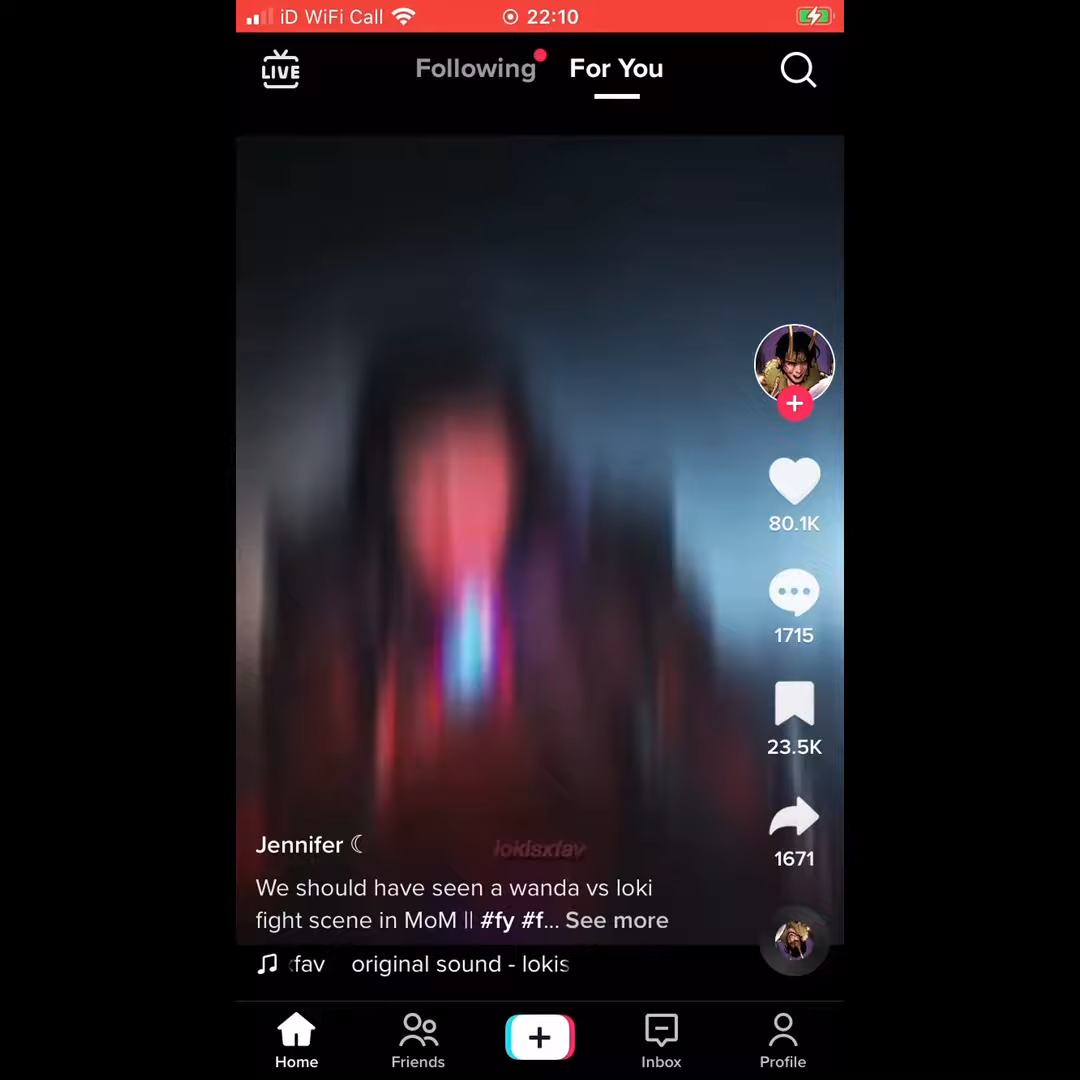 iD WiFi Call 22:10
LIVE Following For You
80.1K
1715
23.5K
1671
Jennifer ☾
lokisxfav
We should have seen a wanda vs loki
fight scene in MoM || #fy #f... See more
fav original sound - lokis
Home Friends Inbox Profile